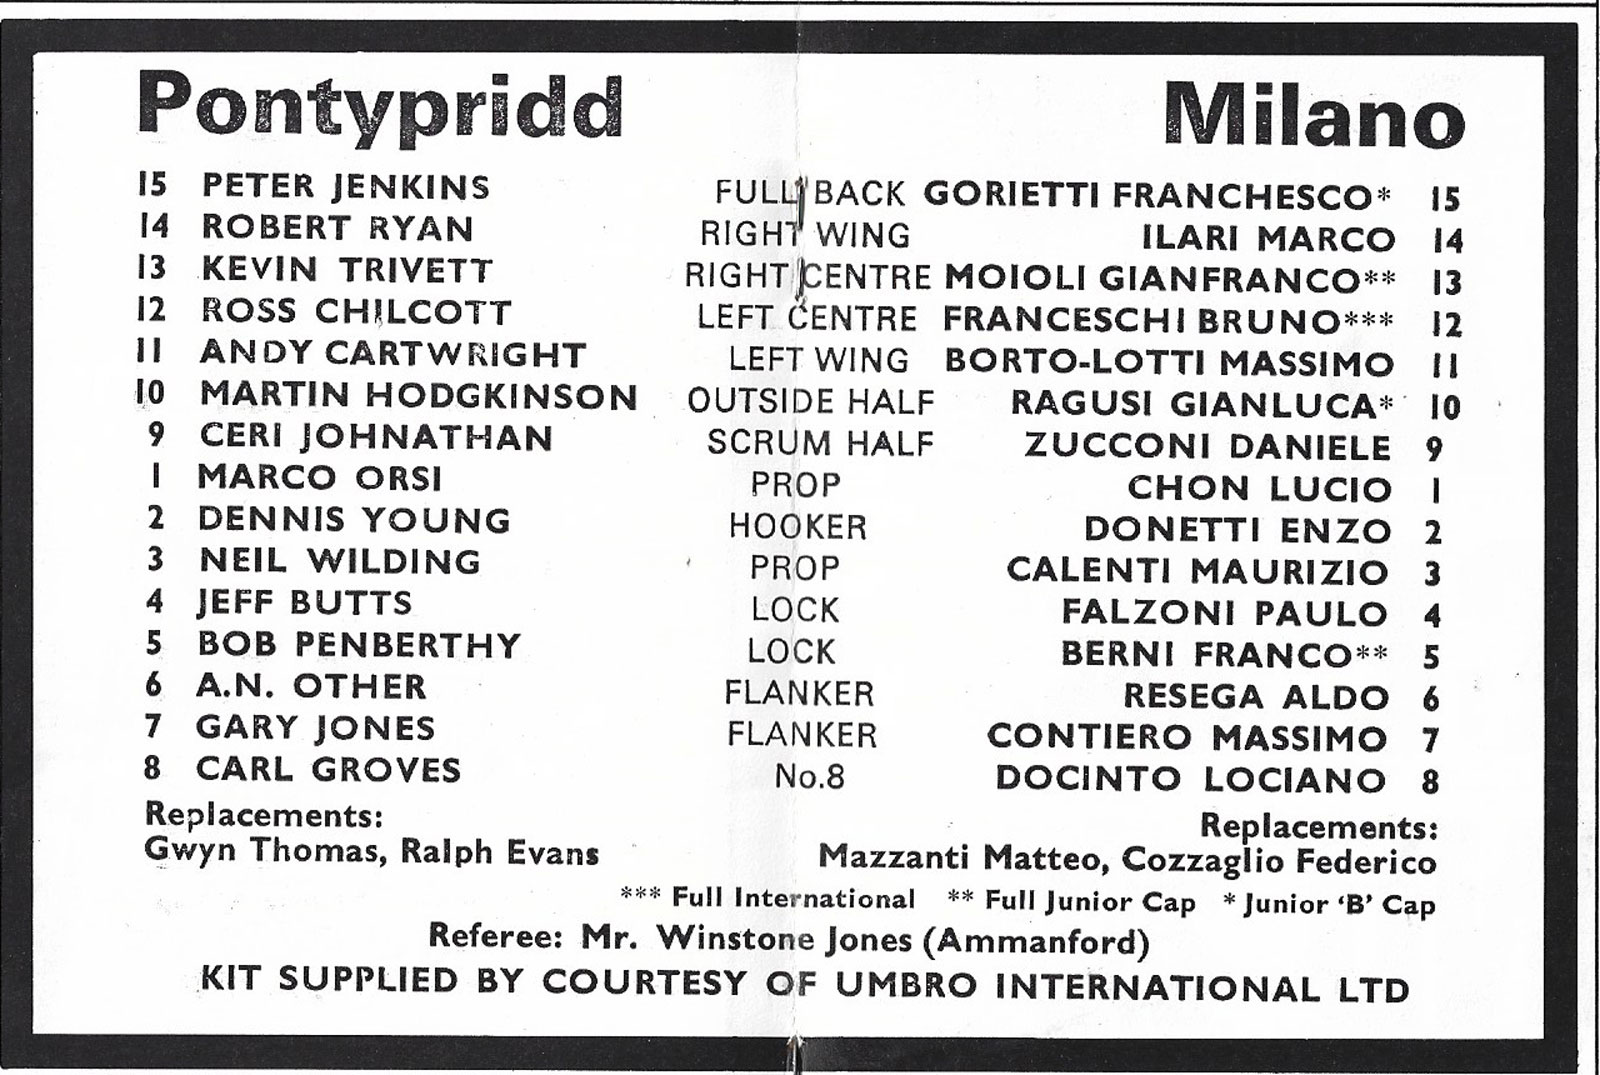 Pontypridd Milano
15 PETER JENKINS FULL BACK GORIETTI FRANCHESCO* 15
14 ROBERT RYAN RIGHT WING ILARI MARCO 14
13 KEVIN TRIVETT RIGHT CENTRE MOIOLI GIANFRANCO** 13
12 ROSS CHILCOTT LEFT CENTRE FRANCESCHI BRUNO*** 12
11 ANDY CARTWRIGHT LEFT WING BORTO-LOTTI MASSIMO 11
10 MARTIN HODGKINSON OUTSIDE HALF RAGUSI GIANLUCA* 10
9 CERI JOHNATHAN SCRUM HALF ZUCCONI DANIELE 9
1 MARCO ORSI PROP CHON LUCIO 1
2 DENNIS YOUNG HOOKER DONETTI ENZO 2
3 NEIL WILDING PROP CALENTI MAURIZIO 3
4 JEFF BUTTS LOCK FALZONI PAULO 4
5 BOB PENBERTHY LOCK BERNI FRANCO** 5
6 A.N. OTHER FLANKER RESEGA ALDO 6
7 GARY JONES FLANKER CONTIERO MASSIMO 7
8 CARL GROVES No.8 DOCINTO LOCIANO 8
Replacements: Replacements:
Gwyn Thomas, Ralph Evans Mazzanti Matteo, Cozzaglio Federico
*** Full International ** Full Junior Cap * Junior ‘B’ Cap
Referee: Mr. Winstone Jones (Ammanford)
KIT SUPPLIED BY COURTESY OF UMBRO INTERNATIONAL LTD